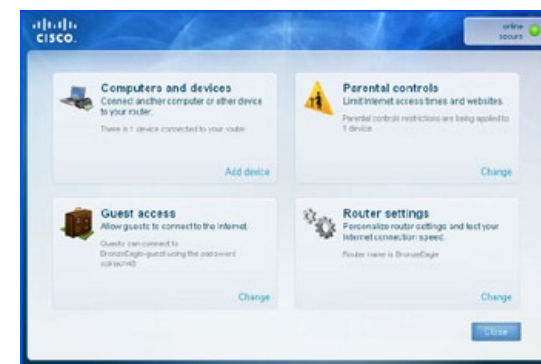 CISCO.
online
secure
Computers and devices
Connect another computer or other device
to your router.
There is 1 device connected to your router
Add device
Parental controls
Limit Internet access times and websites.
Parental controls restrictions are being applied to
1 device.
Change
Guest access
Allow guests to connect to the Internet.
Guests can connect to
BronzeEagle-guest using the password
Change
Router settings
Personalize router settings and test your
Internet connection speed.
Router name is BronzeEagle
Change
Close